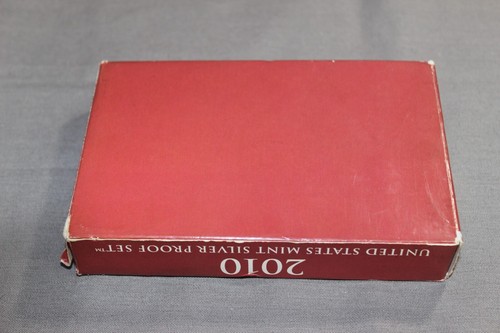 2010
UNITED STATES MINT SILVER PROOF SET™